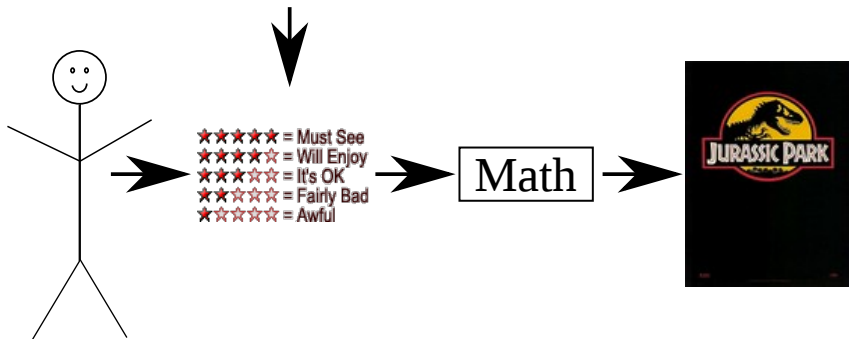 = Must See
= Will Enjoy
= It's OK
= Fairly Bad
= Awful
Math
JURASSIC PARK